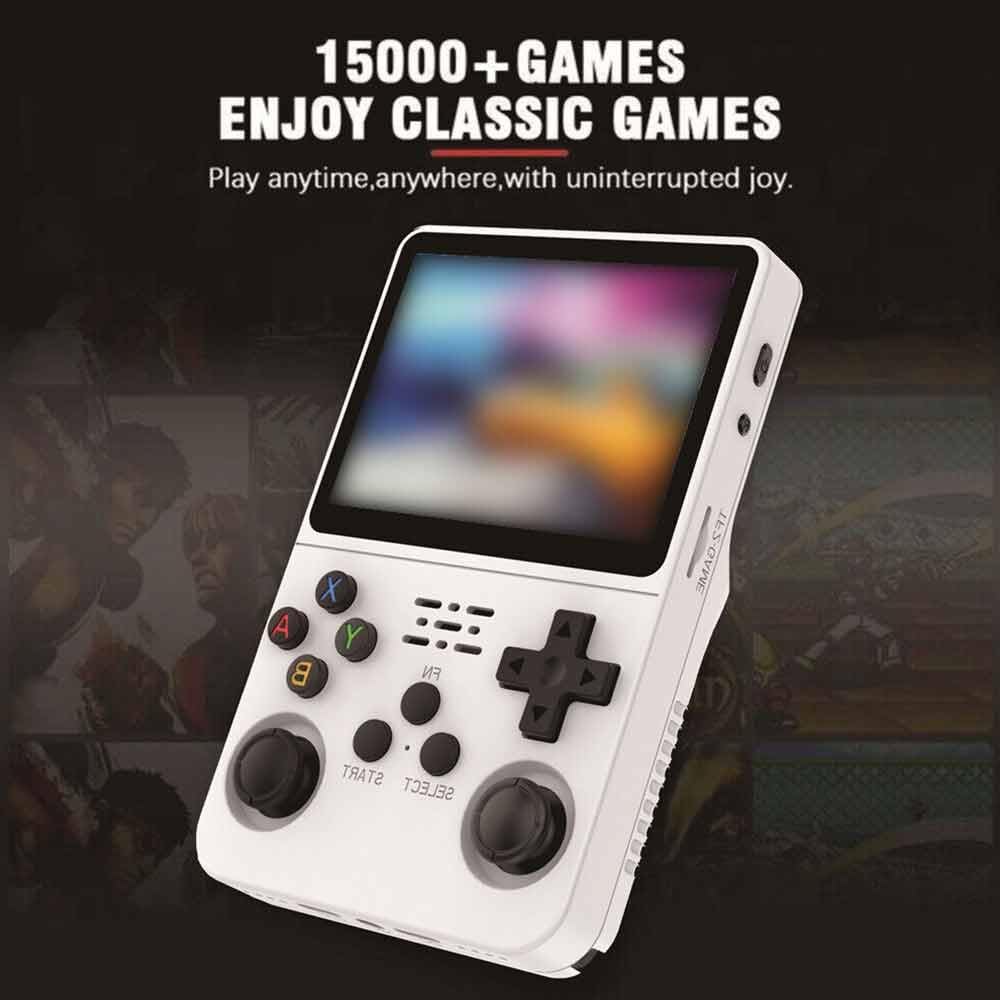 15000+GAMES
ENJOY CLASSIC GAMES
Play anytime,anywhere,with uninterrupted joy.
TF2-GAME
X
A
Y
B
FN
START
SELECT